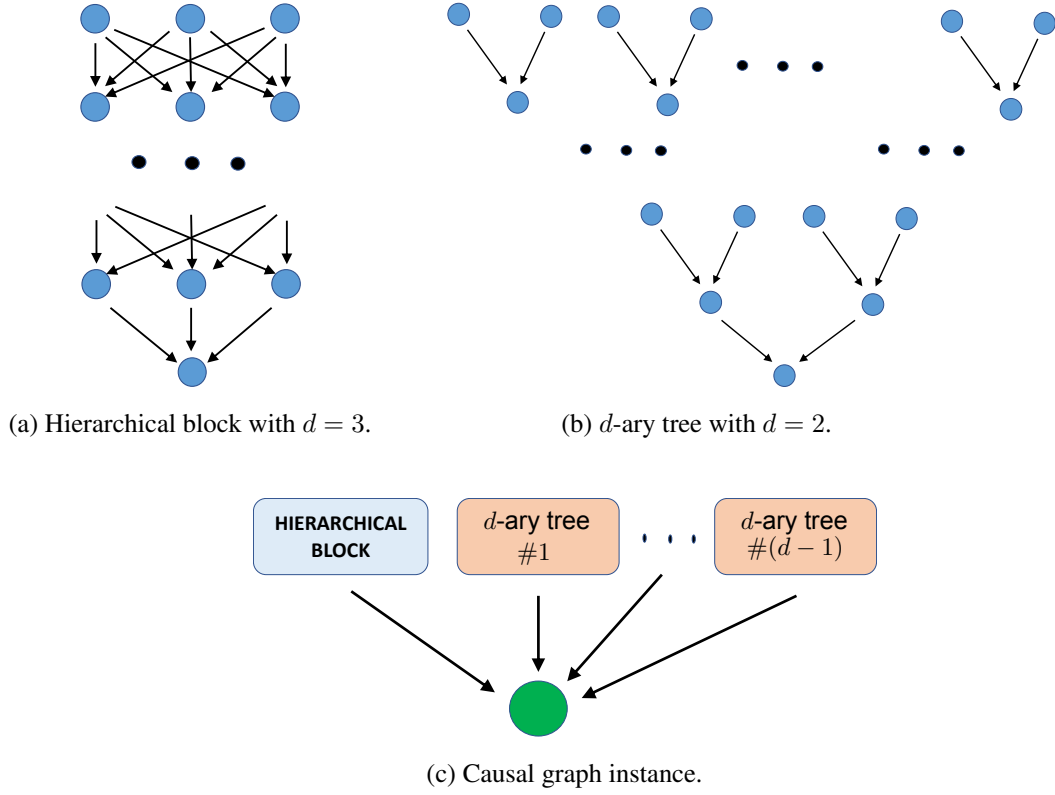 (a) Hierarchical block with $d = 3$.
(b) $d$-ary tree with $d = 2$.
HIERARCHICAL
BLOCK
$d$-ary tree
#1
$d$-ary tree
#$(d − 1)$
(c) Causal graph instance.